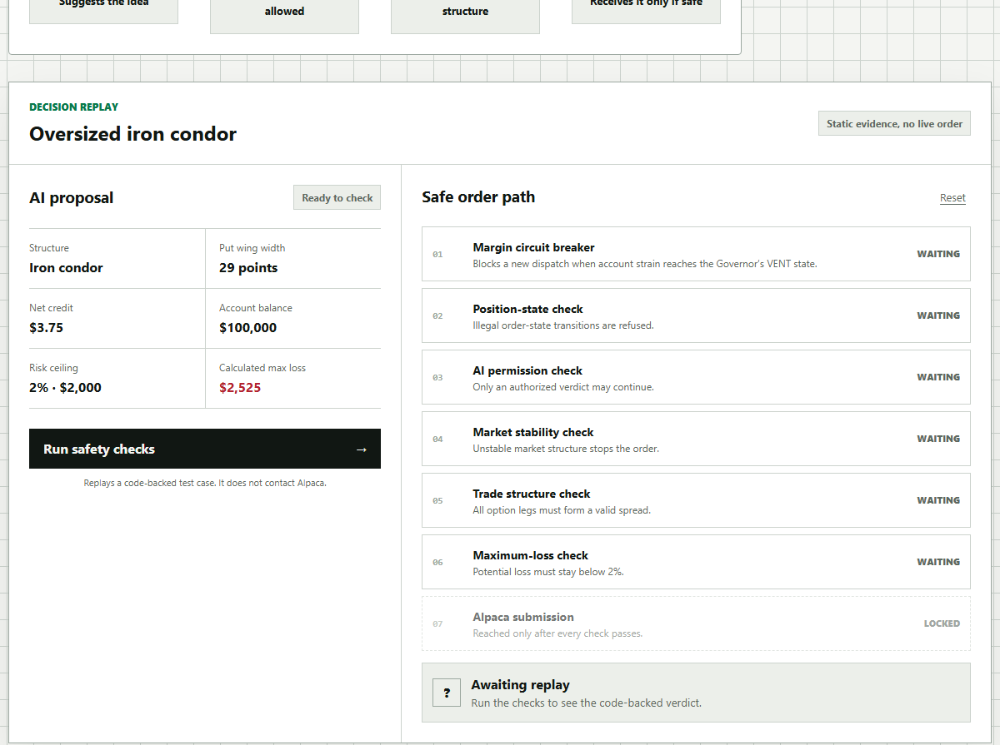 Suggests the idea
allowed
structure
Receives it only if safe
DECISION REPLAY
Oversized iron condor
Static evidence, no live order
AI proposal
Ready to check
Structure
Iron condor
Put wing width
29 points
Net credit
$3.75
Account balance
$100,000
Risk ceiling
2% · $2,000
Calculated max loss
$2,525
Run safety checks →
Replays a code-backed test case. It does not contact Alpaca.
Safe order path
Reset
01
Margin circuit breaker
Blocks a new dispatch when account strain reaches the Governor's VENT state.
WAITING
02
Position-state check
Illegal order-state transitions are refused.
WAITING
03
AI permission check
Only an authorized verdict may continue.
WAITING
04
Market stability check
Unstable market structure stops the order.
WAITING
05
Trade structure check
All option legs must form a valid spread.
WAITING
06
Maximum-loss check
Potential loss must stay below 2%.
WAITING
07
Alpaca submission
Reached only after every check passes.
LOCKED
?
Awaiting replay
Run the checks to see the code-backed verdict.